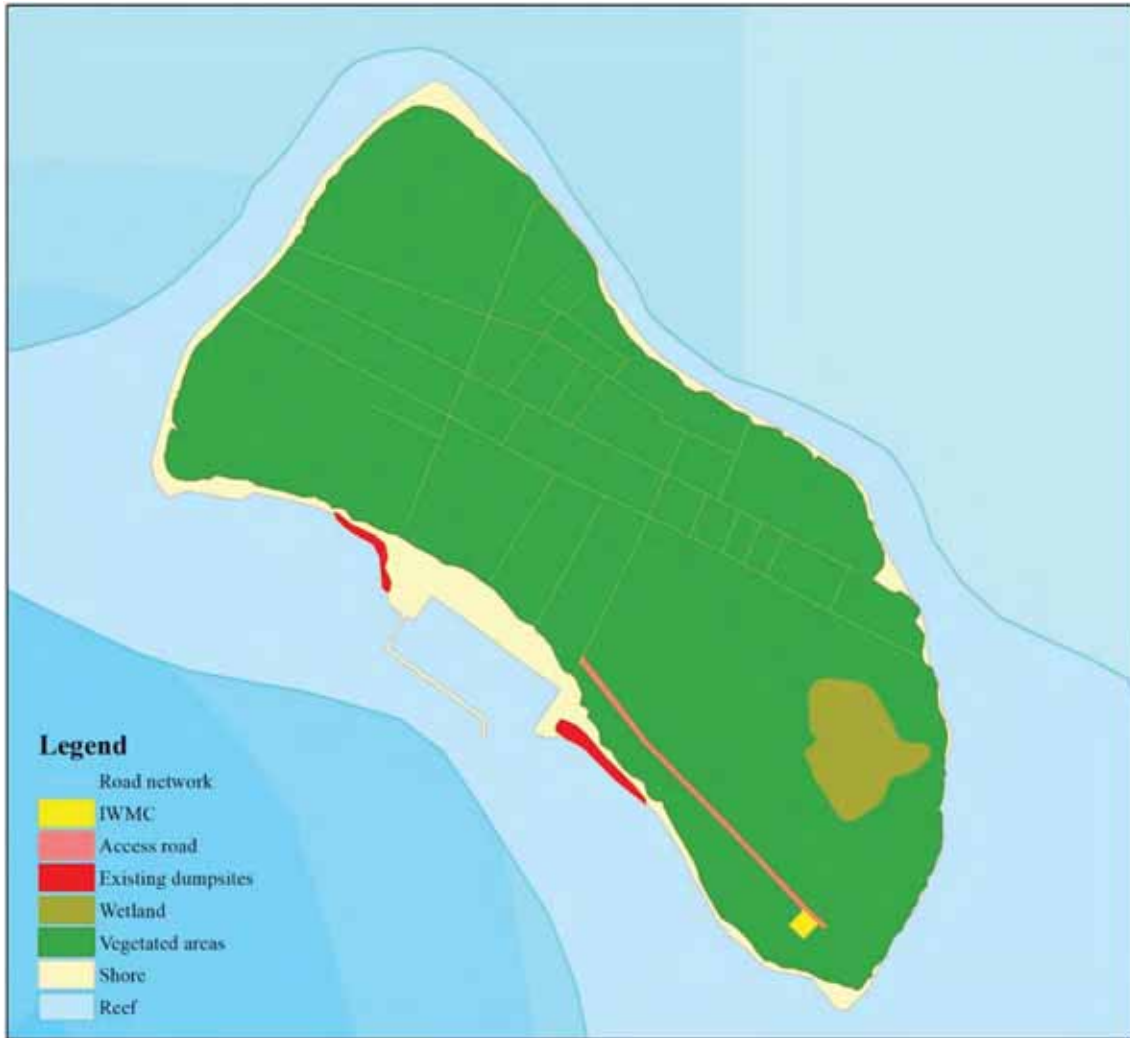 Legend
Road network
IWMC
Access road
Existing dumpsites
Wetland
Vegetated areas
Shore
Reef